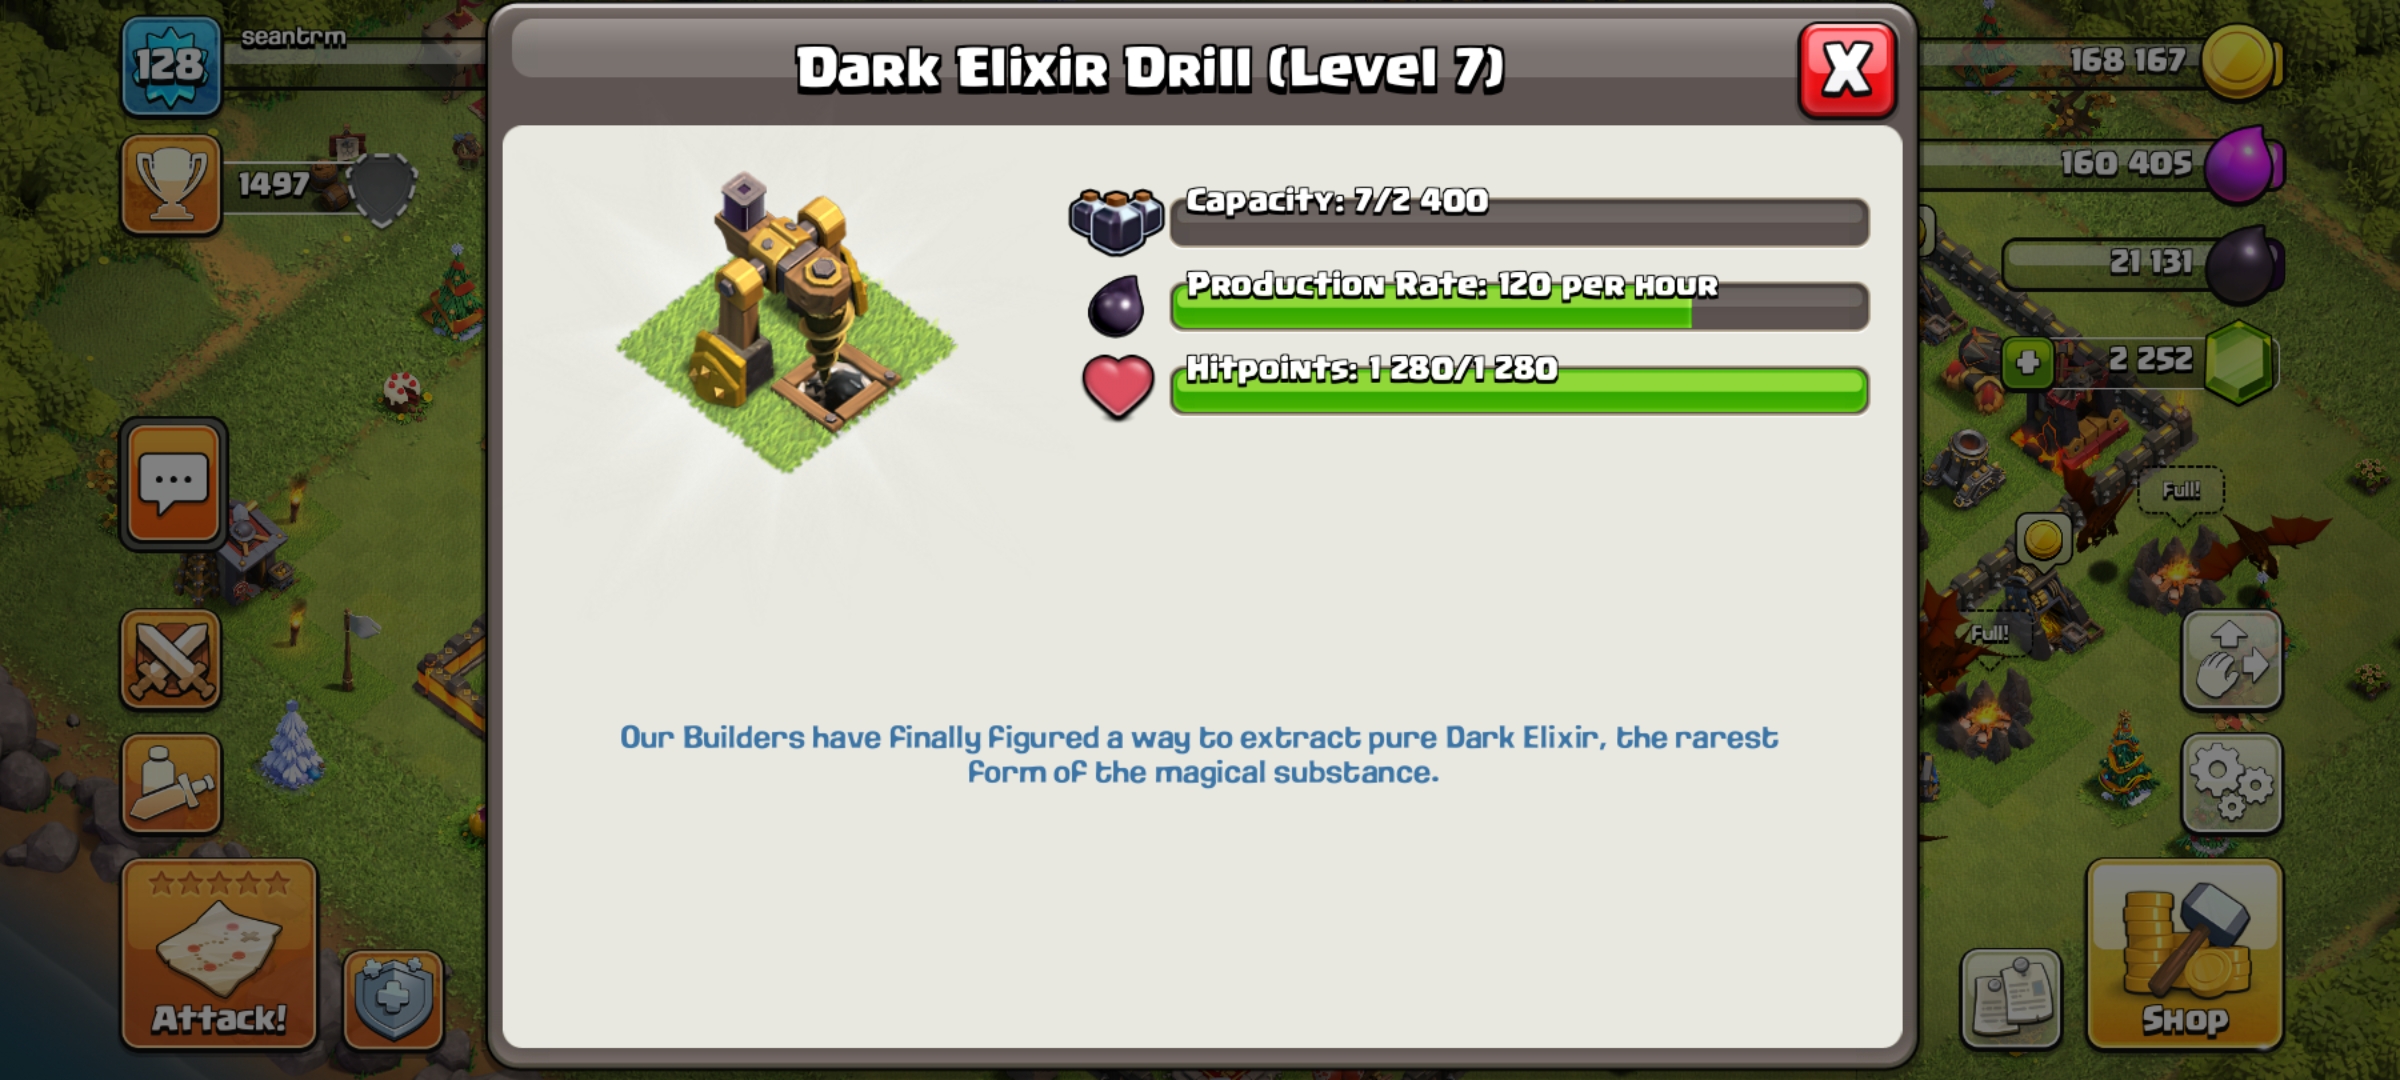 128
seantrm
1497
Dark Elixir Drill (Level 7)
X
Capacity: 7/2 400
Production Rate: 120 per hour
Hitpoints: 1 280/1 280
Our Builders have finally figured a way to extract pure Dark Elixir, the rarest
form of the magical substance.
168 167
160 405
21 131
2 252
Full!
Full!
Attack!
Shop